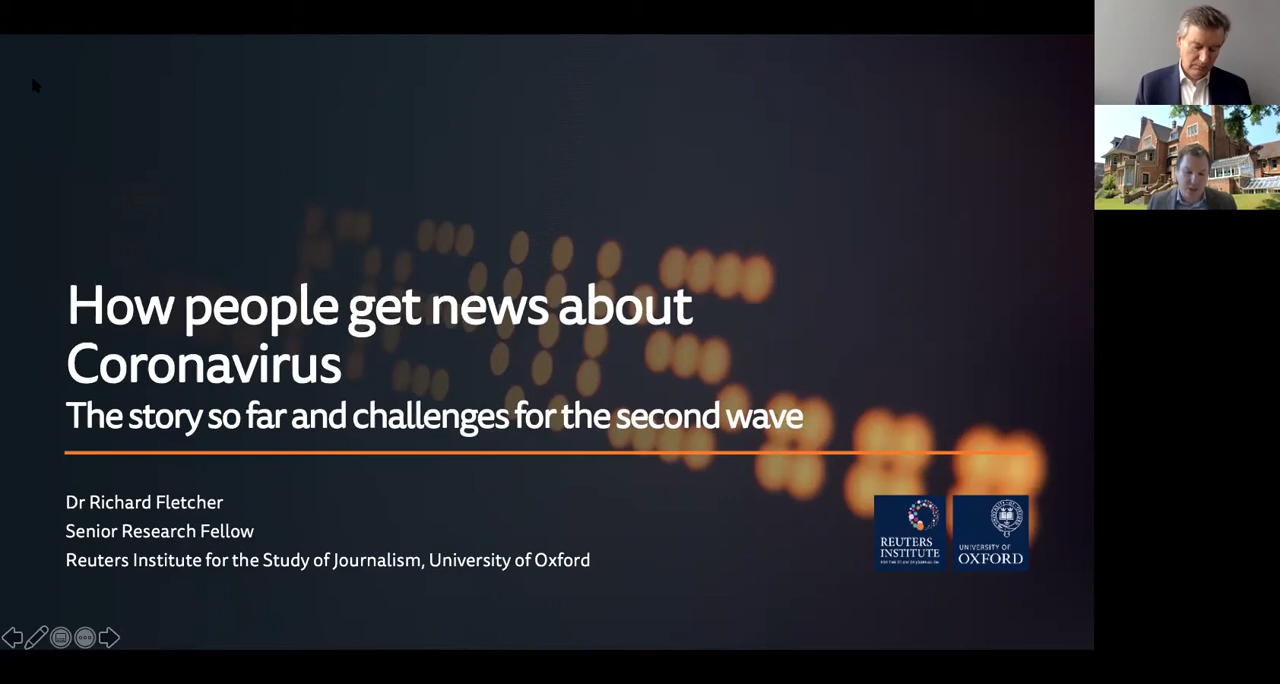 How people get news about
Coronavirus
The story so far and challenges for the second wave
Dr Richard Fletcher
Senior Research Fellow
Reuters Institute for the Study of Journalism, University of Oxford
REUTERS
INSTITUTE
UNIVERSITY OF
OXFORD